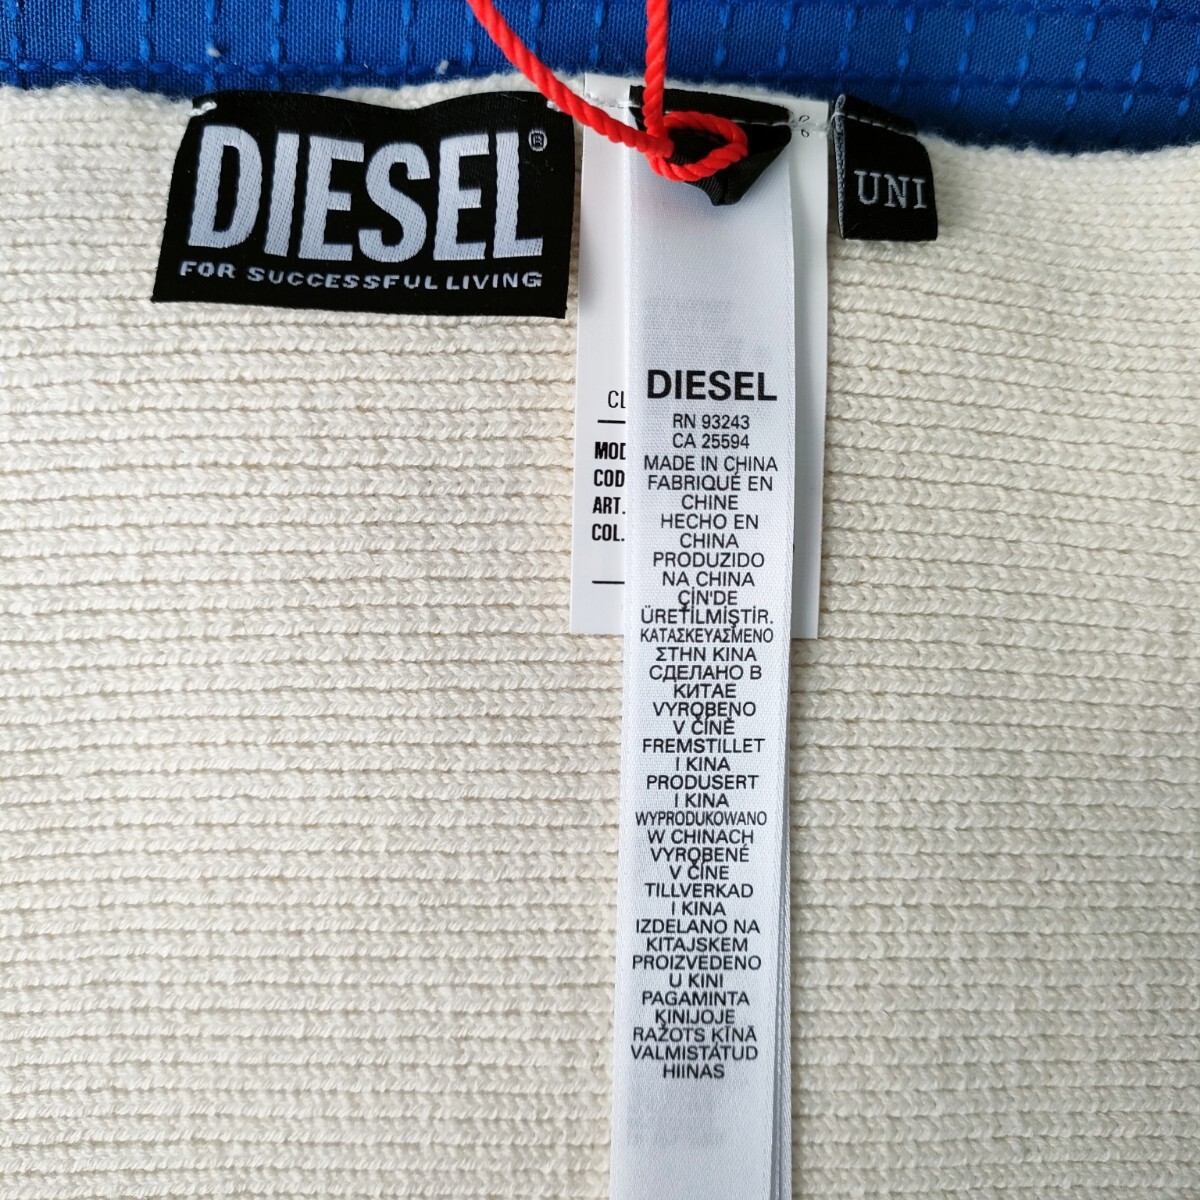 DIESEL®
FOR SUCCESSFUL LIVING
UNI
CL
MOD
COD
ART.
COL.
DIESEL
RN 93243
CA 25594
MADE IN CHINA
FABRIQUÉ EN
CHINE
HECHO EN
CHINA
PRODUZIDO
NA CHINA
ÇİN'DE
ÜRETİLMİŞTİR.
ΚΑΤΑΣΚΕΥΑΣΜΕΝΟ
ΣΤΗΝ ΚΙΝΑ
СДЕЛАНО В
КИТАЕ
VYROBENO
V ČÍNĚ
FREMSTILLET
I KINA
PRODUSERT
I KINA
WYPRODUKOWANO
W CHINACH
VYROBENÉ
V ČÍNE
TILLVERKAD
I KINA
IZDELANO NA
KITAJSKEM
PROIZVEDENO
U KINI
PAGAMINTA
KINIJOJE
RAŽOTS ĶĪNĀ
VALMISTÁTUD
HIINAS